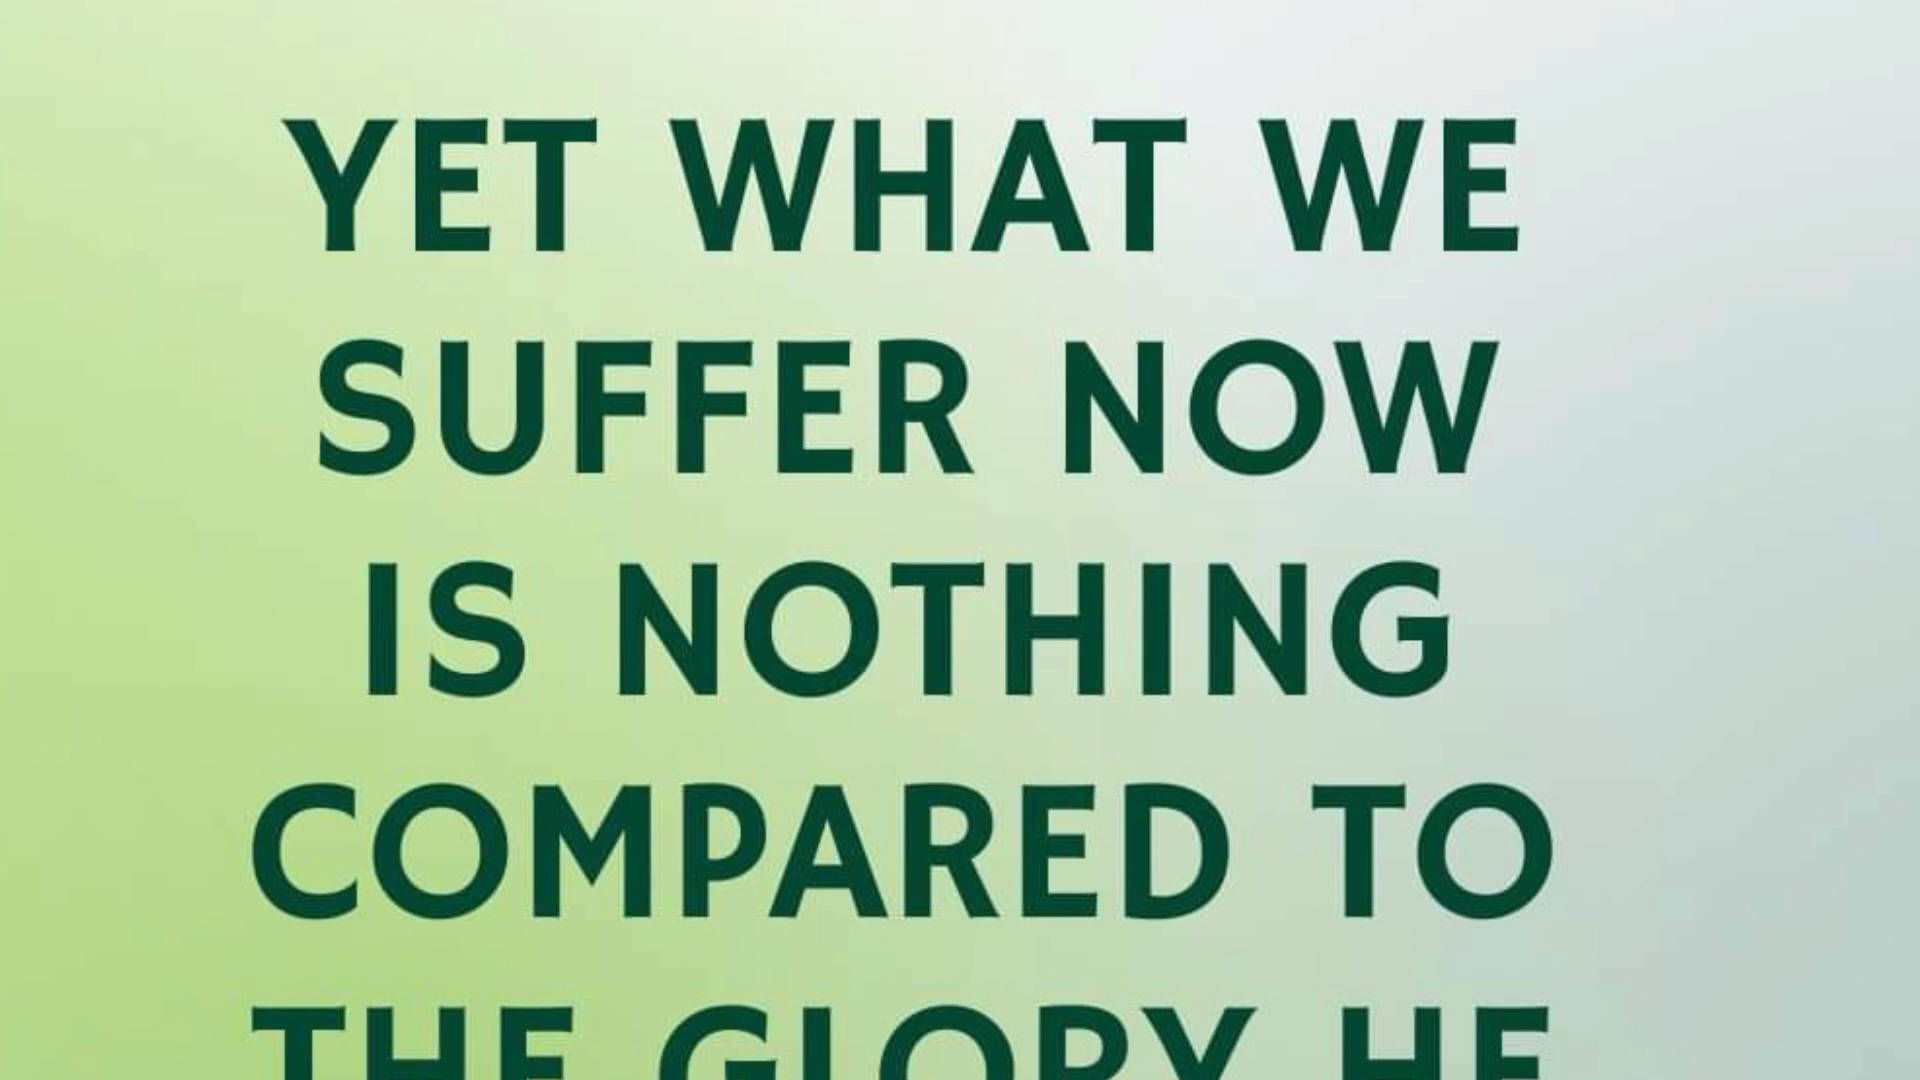 YET WHAT WE
SUFFER NOW
IS NOTHING
COMPARED TO
THE GLORY HE